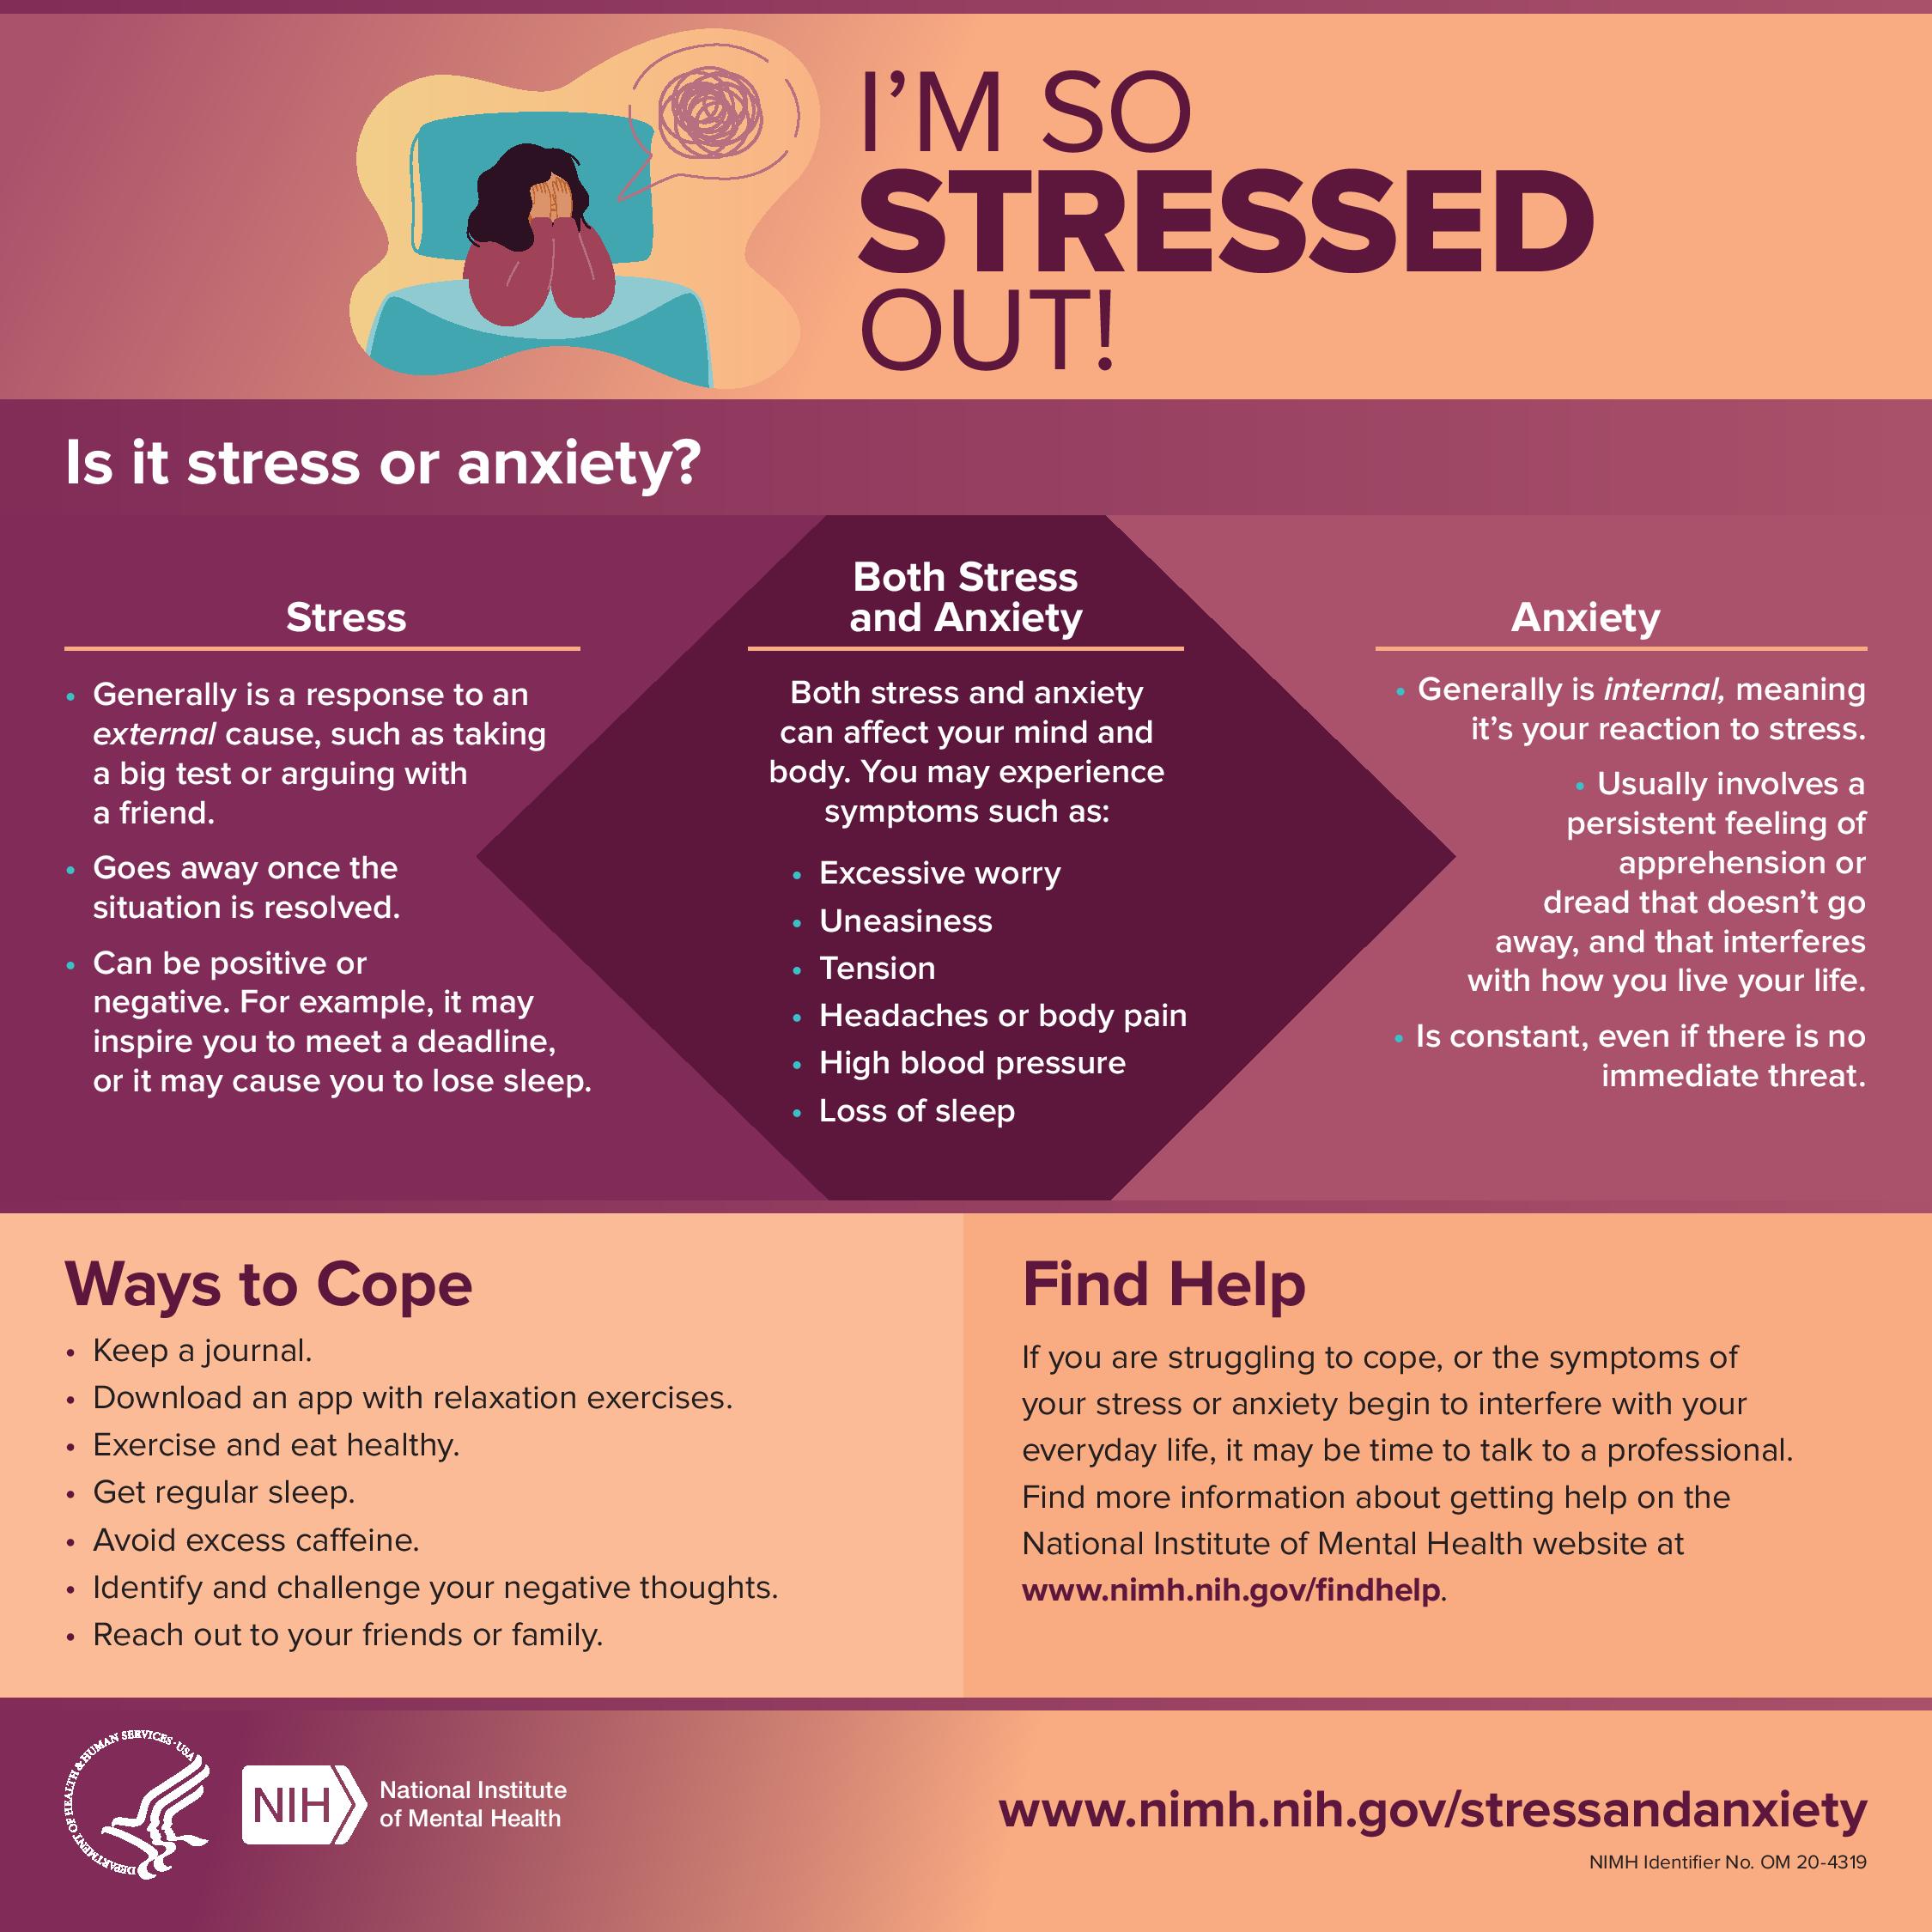 I'M SO
STRESSED
OUT!
Is it stress or anxiety?
Stress
• Generally is a response to an
external cause, such as taking
a big test or arguing with
a friend.
• Goes away once the
situation is resolved.
• Can be positive or
negative. For example, it may
inspire you to meet a deadline,
or it may cause you to lose sleep.
Both Stress
and Anxiety
Both stress and anxiety
can affect your mind and
body. You may experience
symptoms such as:
• Excessive worry
• Uneasiness
• Tension
• Headaches or body pain
• High blood pressure
• Loss of sleep
Anxiety
• Generally is internal, meaning
it's your reaction to stress.
• Usually involves a
persistent feeling of
apprehension or
dread that doesn't go
away, and that interferes
with how you live your life.
• Is constant, even if there is no
immediate threat.
Ways to Cope
• Keep a journal.
• Download an app with relaxation exercises.
• Exercise and eat healthy.
• Get regular sleep.
• Avoid excess caffeine.
• Identify and challenge your negative thoughts.
• Reach out to your friends or family.
Find Help
If you are struggling to cope, or the symptoms of
your stress or anxiety begin to interfere with your
everyday life, it may be time to talk to a professional.
Find more information about getting help on the
National Institute of Mental Health website at
www.nimh.nih.gov/findhelp.
DEPARTMENT OF HEALTH & HUMAN SERVICES · USA
NIH
National Institute
of Mental Health
www.nimh.nih.gov/stressandanxiety
NIMH Identifier No. OM 20-4319